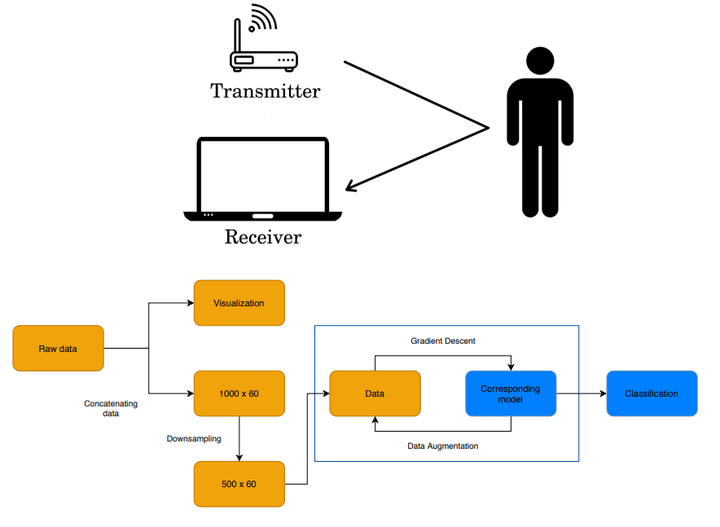 Transmitter
Receiver
Visualization
Raw data
Gradient Descent
Concatenating
data
1000 x 60
Data
Corresponding
model
Classification
Downsampling
Data Augmentation
500 x 60